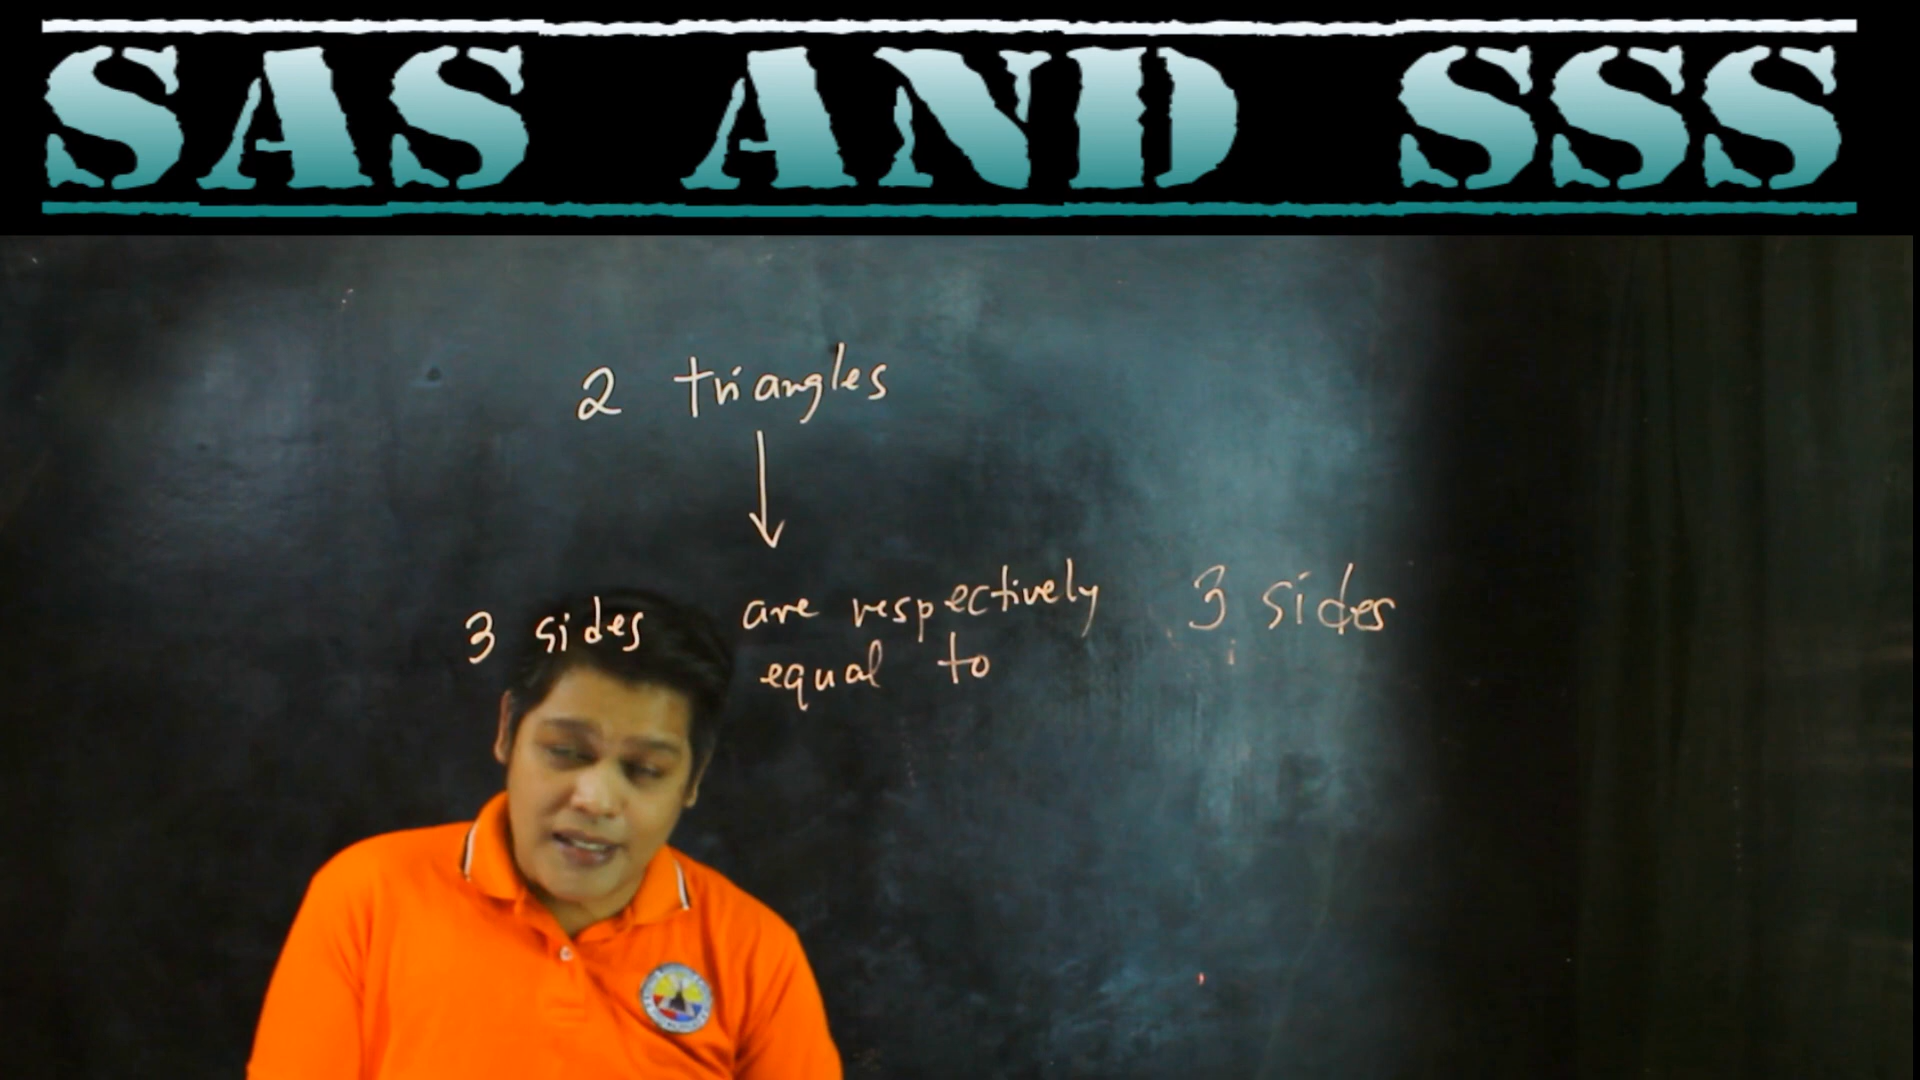 SAS AND SSS
2 triangles
3 sides are respectively equal to 3 sides